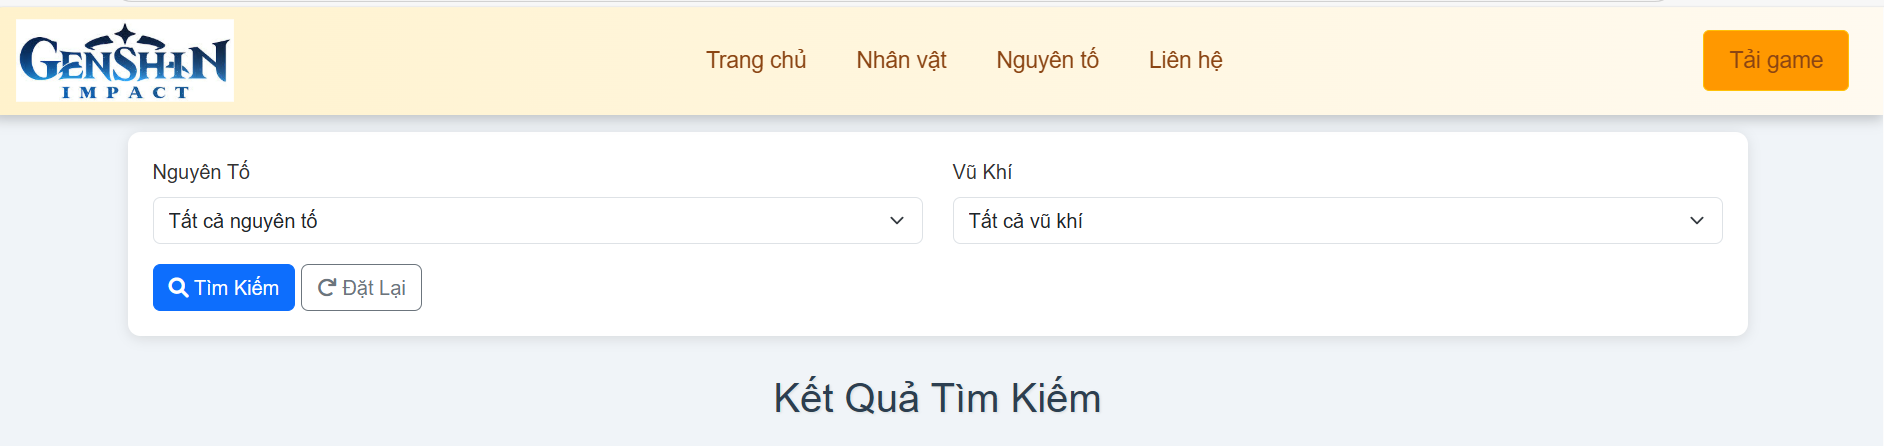 GENSHIN
IMPACT
Trang chủ Nhân vật Nguyên tố Liên hệ Tải game
Nguyên Tố Vũ Khí
Tất cả nguyên tố Tất cả vũ khí
Tìm Kiếm Đặt Lại
Kết Quả Tìm Kiếm